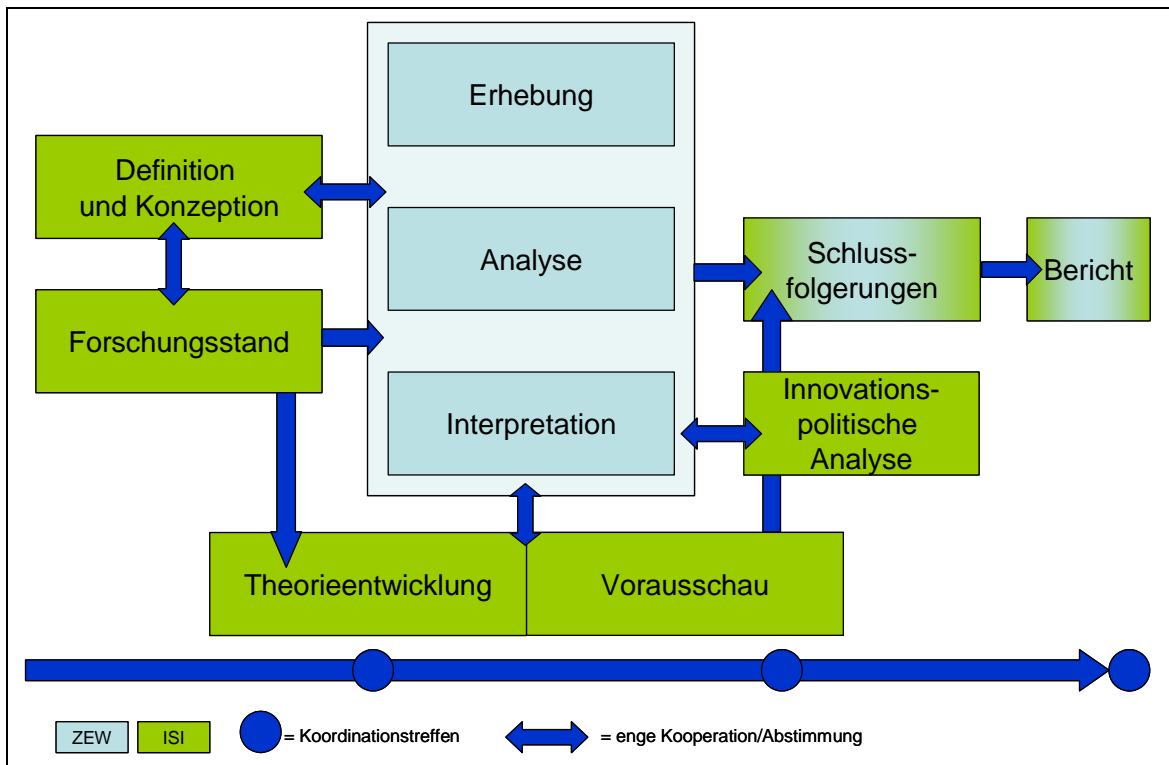 Erhebung
Definition
und Konzeption
Analyse
Schluss-
folgerungen
Bericht
Forschungsstand
Interpretation
Innovations-
politische
Analyse
Theorieentwicklung
Vorausschau
ZEW
ISI
= Koordinationstreffen
= enge Kooperation/Abstimmung